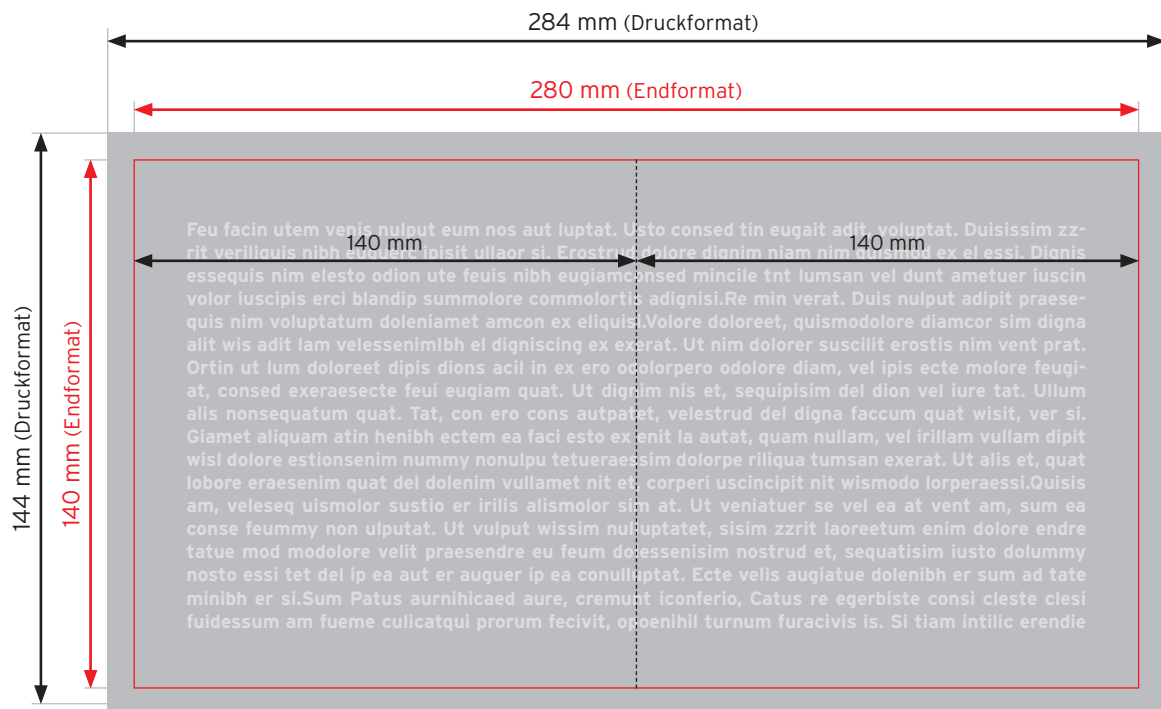 284 mm (Druckformat)
280 mm (Endformat)
144 mm (Druckformat)
140 mm (Endformat)
140 mm
140 mm
Feu facin utem venis nulput eum nos aut luptat. Usto consed tin eugait adit voluptat. Duisissim zz-
rit veriliquis nibh euguerc ipisit ullaor si. Erostrud dolore dignim niam nim quismod ex el essi. Dignis
essequis nim elesto odion ute feuis nibh eugiamconsed mincile tnt lumsan vel dunt ametuer iuscin
volor iuscipis erci blandip summolore commolortis adignisi.Re min verat. Duis nulput adipit praese-
quis nim voluptatum doleniamet amcon ex eliquisi.Volore doloreet, quismodolore diamcor sim digna
alit wis adit lam velessenimIbh el digniscing ex exerat. Ut nim dolorer suscilit erostis nim vent prat.
Ortin ut lum doloreet dipis dions adil in ex ero odolorpero odolore diam, vel ipis ecte molore feugi-
at, consed exeraesecte feui eugiam quat. Ut dignim nis et, sequipisim del dion vel iure tat. Ullum
alis nonsequatum quat. Tat, con ero cons autpatet, velestrud del digna faccum quat wisit, ver si.
Giamet aliquam atin henibh ectem ea faci esto ex enit la autat, quam nullam, vel irillam vullam dipit
wisl dolore estionsenim nummy nonulpu tetueraessim dolorpe riliqua tumsan exerat. Ut alis et, quat
lobore eraesenim quat del dolenim vullamet nit et, corperi uscincipit nit wismodo lorperaessi.Quisis
am, veleseq uismolor sustio er irilis alismolor sim at. Ut veniatuer se vel ea at vent am, sum ea
conse feummy non ulputat. Ut vulput wissim nulluptatet, sisim zzrit laoreetum enim dolore endre
tatue mod modolore velit praesendre eu feum dolessenisim nostrud et, sequatisim iusto dolummy
nosto essi tet del ip ea aut er auguer ip ea conulluptat. Ecte velis augiatue dolenibh er sum ad tate
minibh er si.Sum Patus aurnihicaed aure, cremunt iconferio, Catus re egerbiste consi cleste clesi
fuidessum am fueme culicatqui prorum fecivit, opoenihil turnum furacivis is. Si tiam intilic erendie